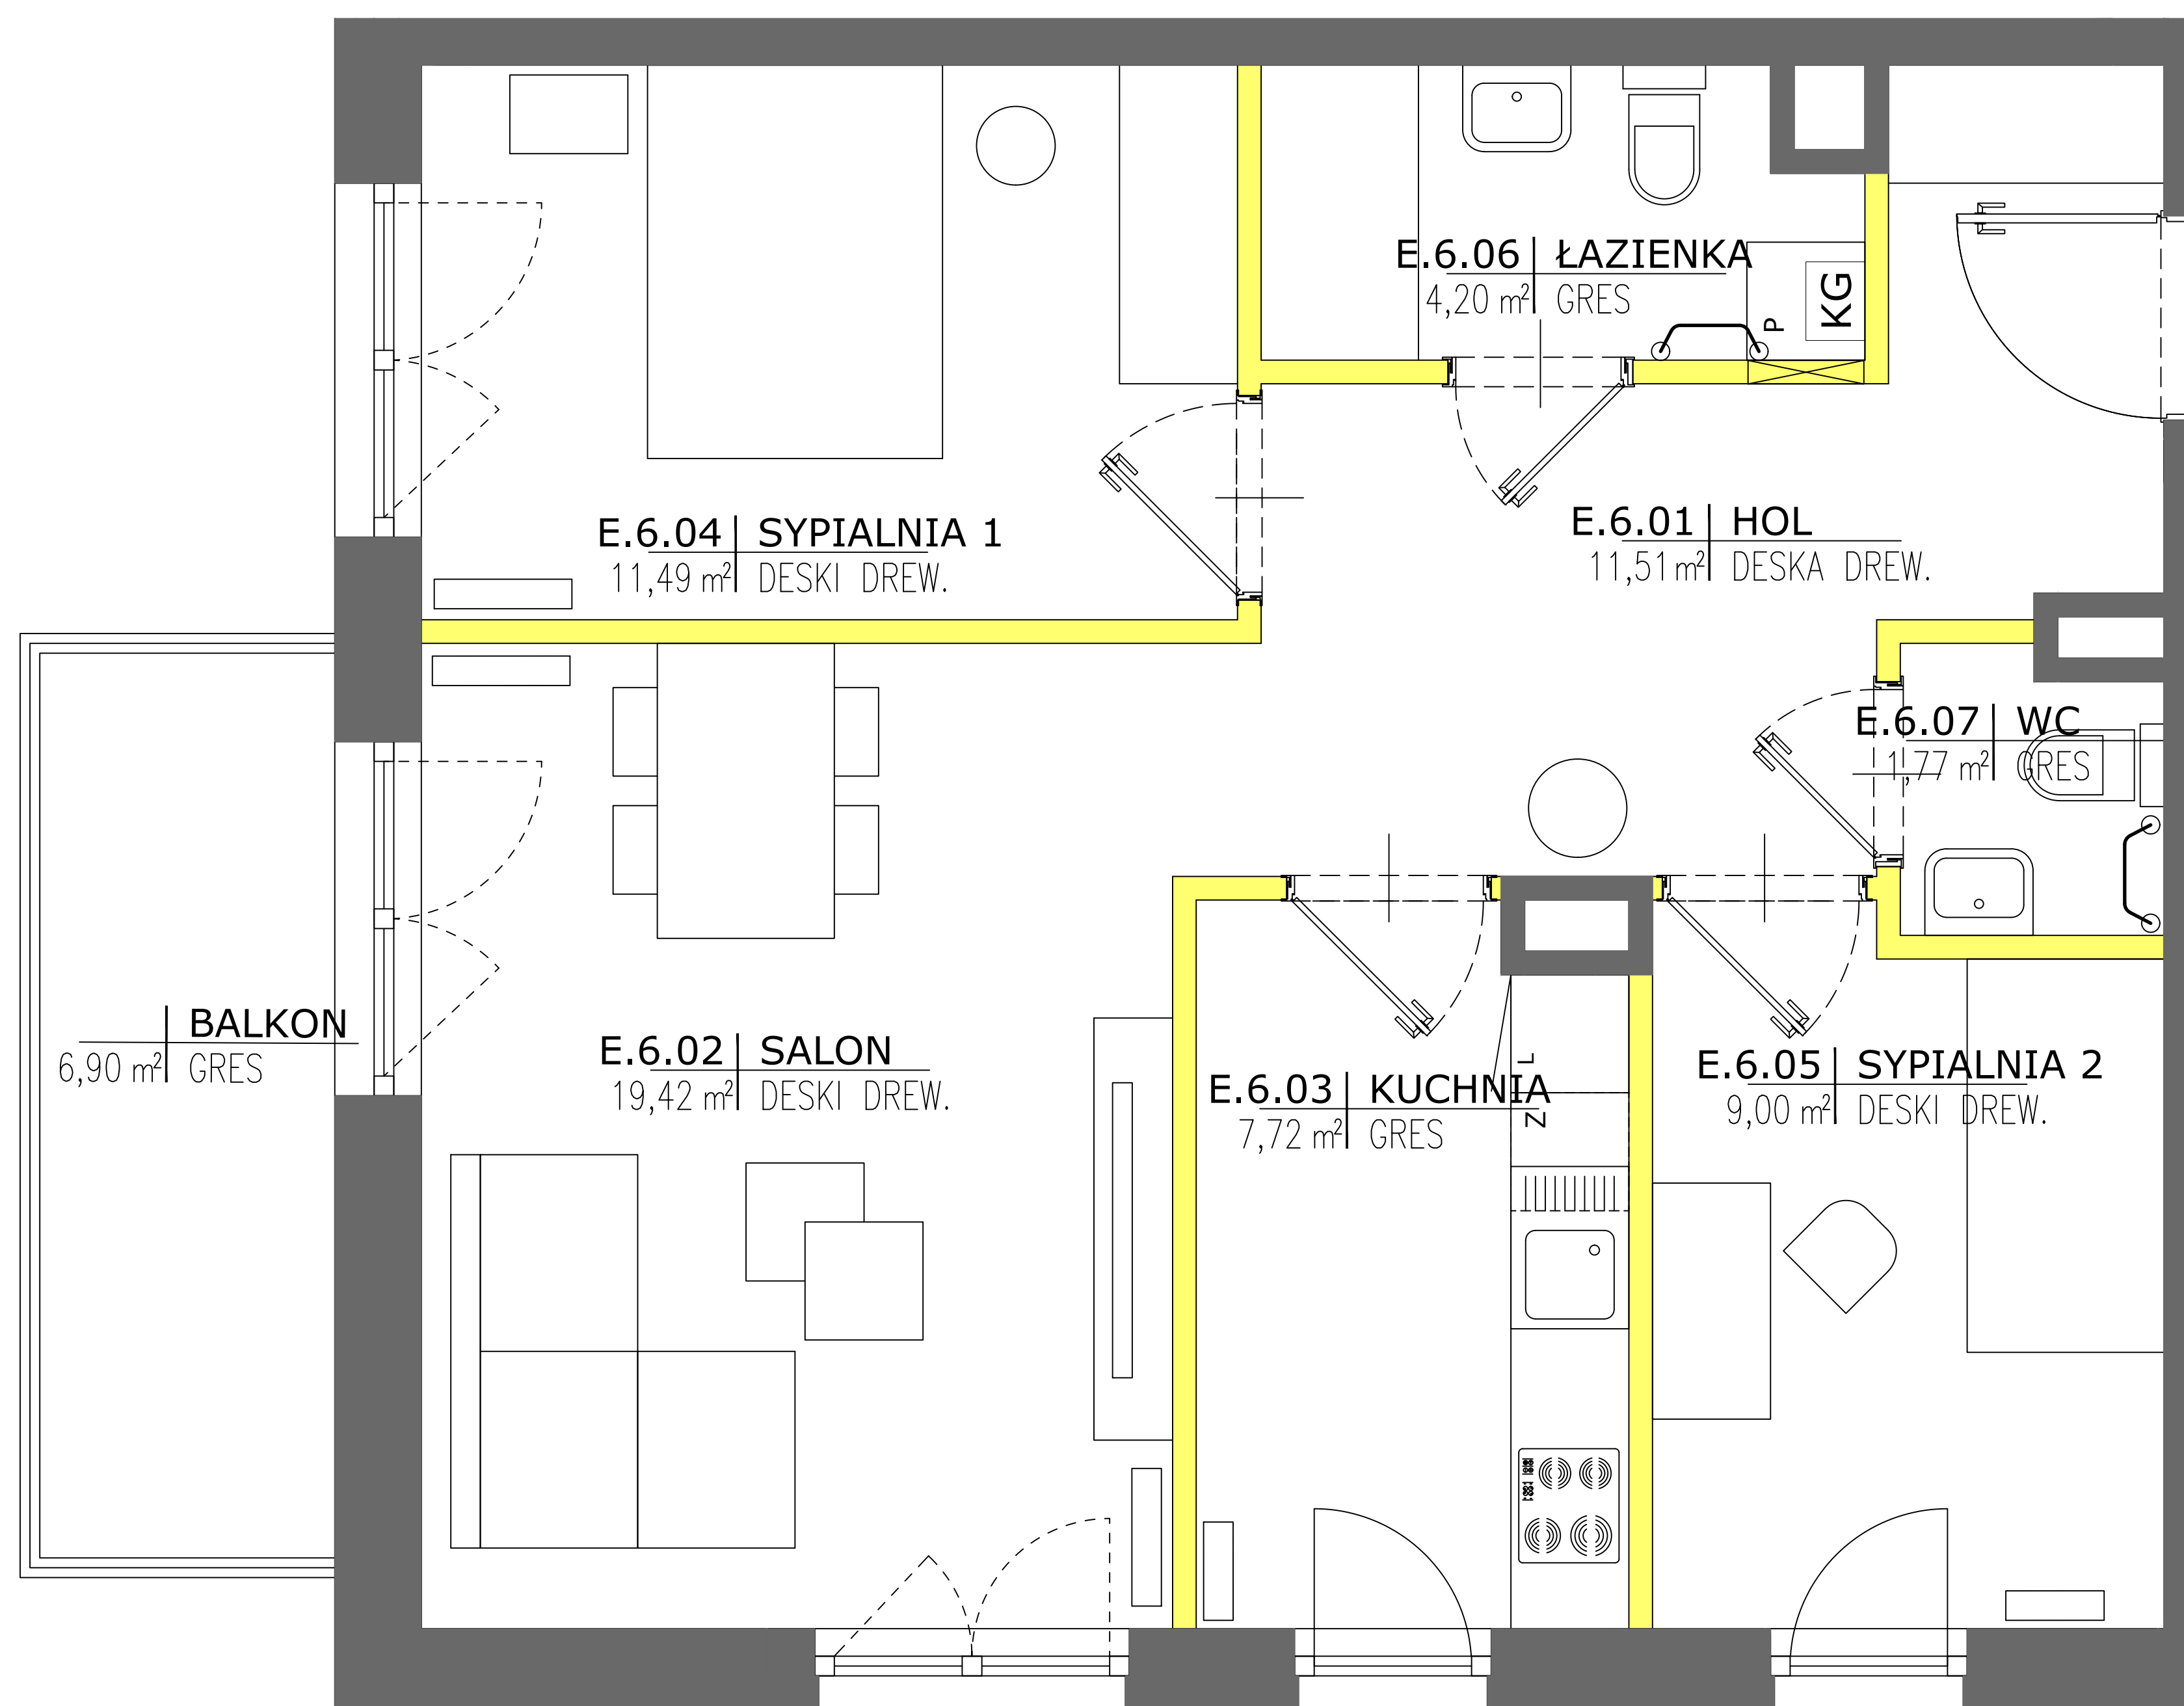 E.6.06 ŁAZIENKA
4,20 m² GRES
KG
P
E.6.04 SYPIALNIA 1
11,49 m² DESKI DREW.
E.6.01 HOL
11,51 m² DESKA DREW.
E.6.07 WC
1,77 m² GRES
BALKON
6,90 m² GRES
E.6.02 SALON
19,42 m² DESKI DREW.
E.6.03 KUCHNIA
7,72 m² GRES
L
Z
E.6.05 SYPIALNIA 2
9,00 m² DESKI DREW.